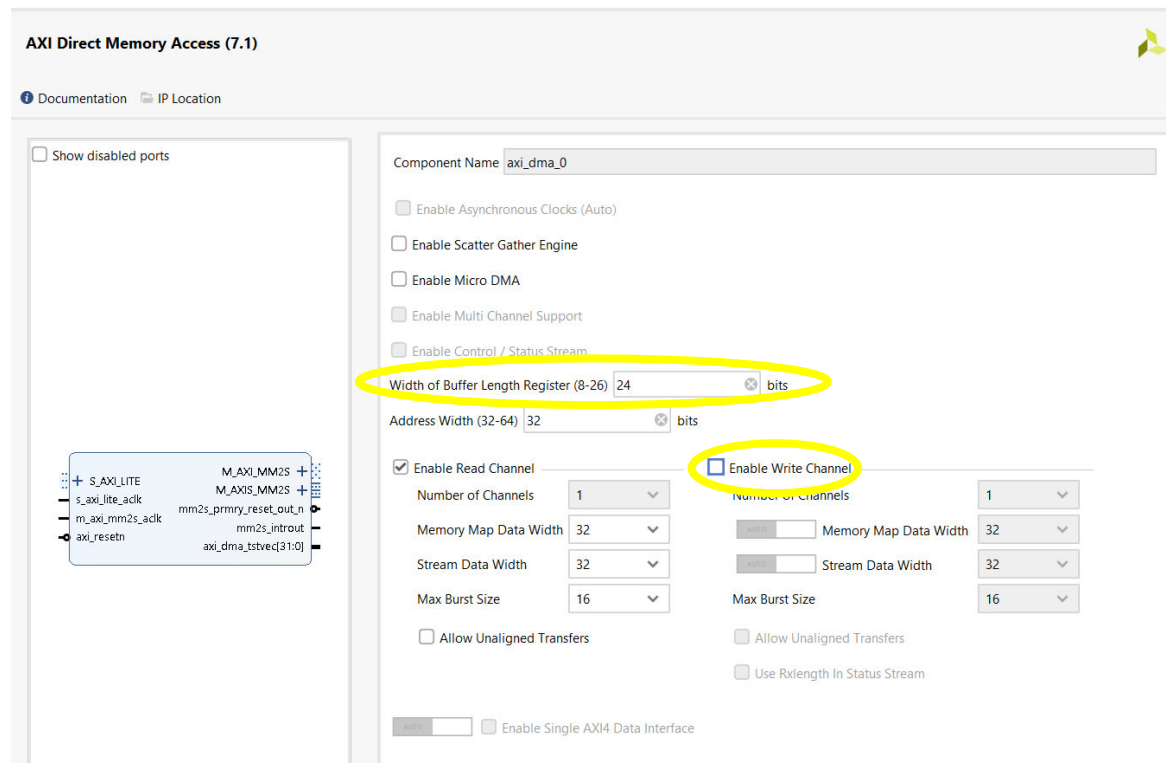 AXI Direct Memory Access (7.1)
Documentation IP Location
Show disabled ports
S_AXI_LITE
s_axi_lite_aclk
m_axi_mm2s_aclk
axi_resetn
M_AXI_MM2S
M_AXIS_MM2S
mm2s_prmry_reset_out_n
mm2s_introut
axi_dma_tstvec[31:0]
Component Name axi_dma_0
Enable Asynchronous Clocks (Auto)
Enable Scatter Gather Engine
Enable Micro DMA
Enable Multi Channel Support
Enable Control / Status Stream
Width of Buffer Length Register (8-26) 24 bits
Address Width (32-64) 32 bits
Enable Read Channel
Number of Channels 1
Memory Map Data Width 32
Stream Data Width 32
Max Burst Size 16
Allow Unaligned Transfers
Enable Write Channel
Number of Channels 1
AUTO Memory Map Data Width 32
AUTO Stream Data Width 32
Max Burst Size 16
Allow Unaligned Transfers
Use Rxlength In Status Stream
AUTO Enable Single AXI4 Data Interface